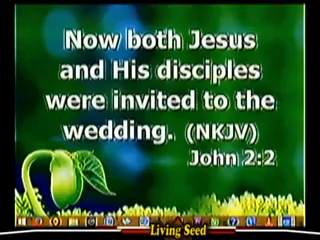 Now both Jesus
and His disciples
were invited to the
wedding. (NKJV)
John 2:2
Living Seed